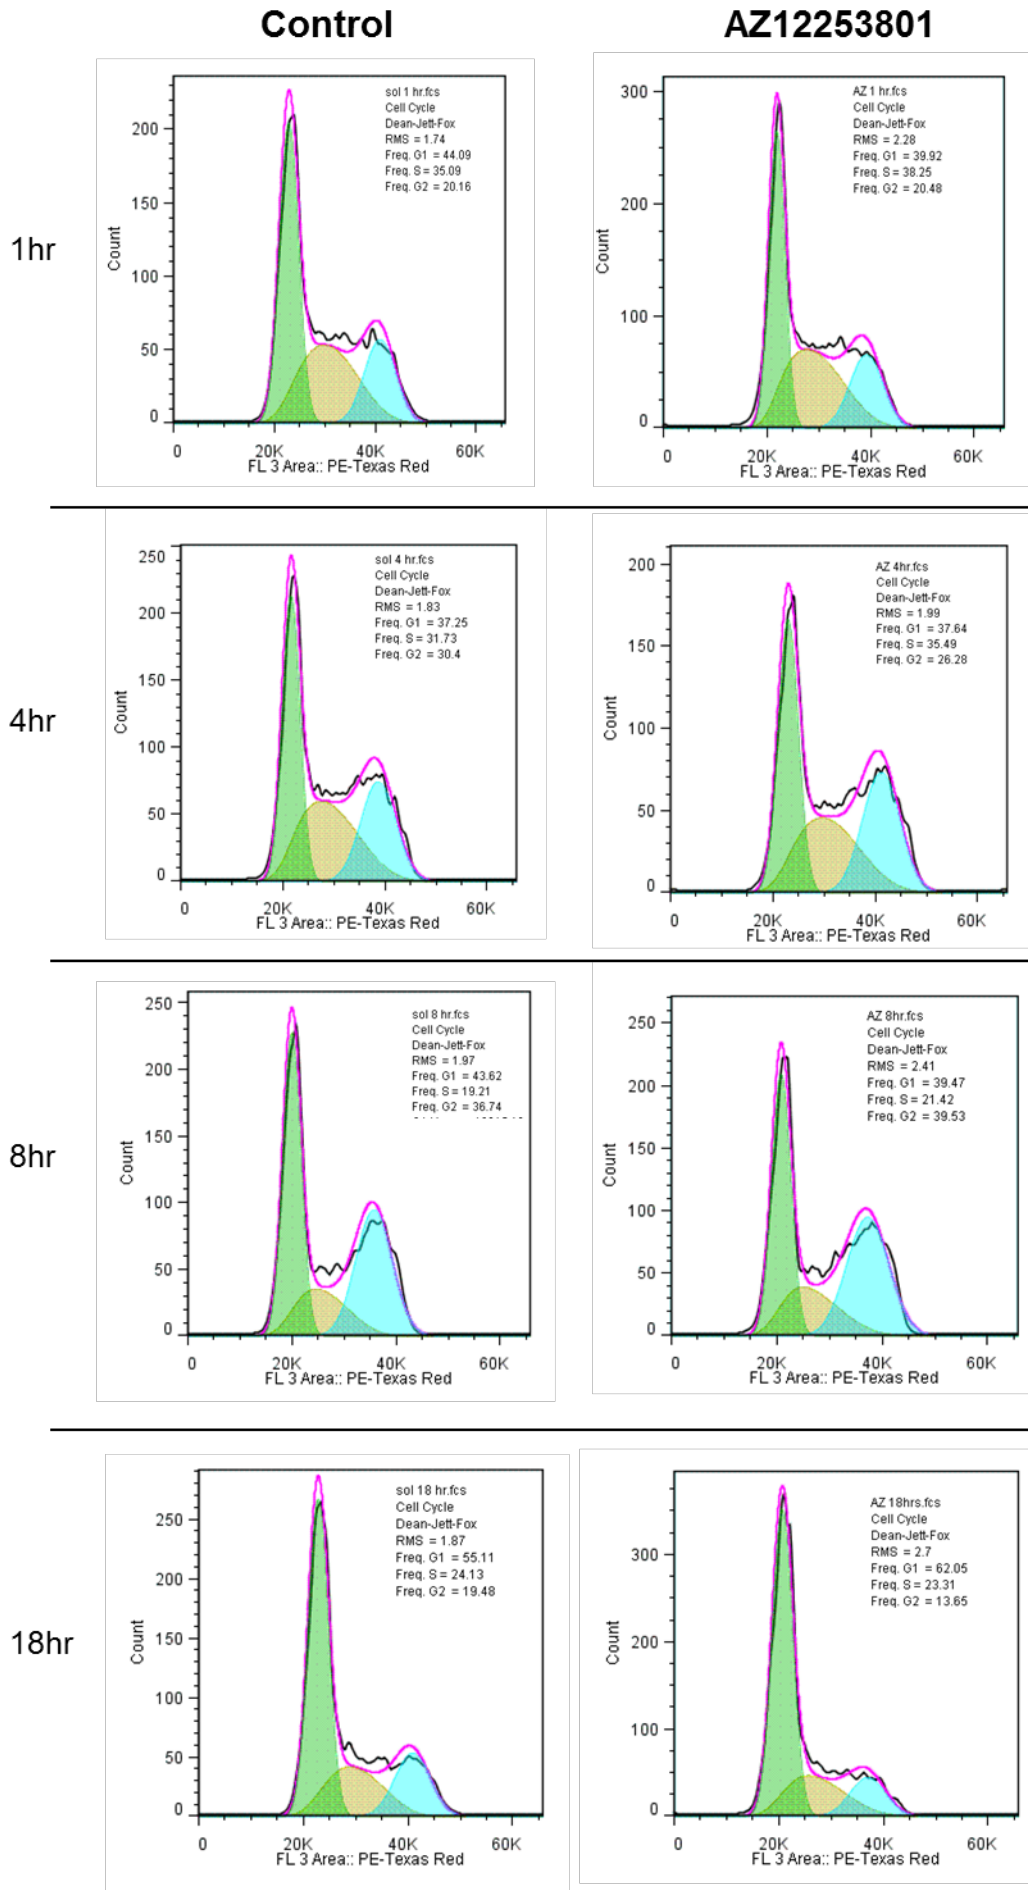 Control
AZ12253801
1hr
sol 1 hr.fcs
Cell Cycle
Dean-Jett-Fox
RMS = 1.74
Freq. G1 = 44.09
Freq. S = 35.09
Freq. G2 = 20.16
200
150
100
50
0
Count
0 20K 40K 60K
FL 3 Area:: PE-Texas Red
AZ 1 hr.fcs
Cell Cycle
Dean-Jett-Fox
RMS = 2.28
Freq. G1 = 39.92
Freq. S = 38.25
Freq. G2 = 20.48
300
200
100
0
Count
0 20K 40K 60K
FL 3 Area:: PE-Texas Red
4hr
sol 4 hr.fcs
Cell Cycle
Dean-Jett-Fox
RMS = 1.83
Freq. G1 = 37.25
Freq. S = 31.73
Freq. G2 = 30.4
250
200
150
100
50
0
Count
0 20K 40K 60K
FL 3 Area:: PE-Texas Red
AZ 4hr.fcs
Cell Cycle
Dean-Jett-Fox
RMS = 1.99
Freq. G1 = 37.64
Freq. S = 35.49
Freq. G2 = 26.28
200
150
100
50
0
Count
0 20K 40K 60K
FL 3 Area:: PE-Texas Red
8hr
sol 8 hr.fcs
Cell Cycle
Dean-Jett-Fox
RMS = 1.97
Freq. G1 = 43.62
Freq. S = 19.21
Freq. G2 = 36.74
250
200
150
100
50
0
Count
0 20K 40K 60K
FL 3 Area:: PE-Texas Red
AZ 8hr.fcs
Cell Cycle
Dean-Jett-Fox
RMS = 2.41
Freq. G1 = 39.47
Freq. S = 21.42
Freq. G2 = 39.53
250
200
150
100
50
0
Count
0 20K 40K 60K
FL 3 Area:: PE-Texas Red
18hr
sol 18 hr.fcs
Cell Cycle
Dean-Jett-Fox
RMS = 1.87
Freq. G1 = 55.11
Freq. S = 24.13
Freq. G2 = 19.48
250
200
150
100
50
0
Count
0 20K 40K 60K
FL 3 Area:: PE-Texas Red
AZ 18hrs.fcs
Cell Cycle
Dean-Jett-Fox
RMS = 2.7
Freq. G1 = 62.05
Freq. S = 23.31
Freq. G2 = 13.65
300
200
100
0
Count
0 20K 40K 60K
FL 3 Area:: PE-Texas Red